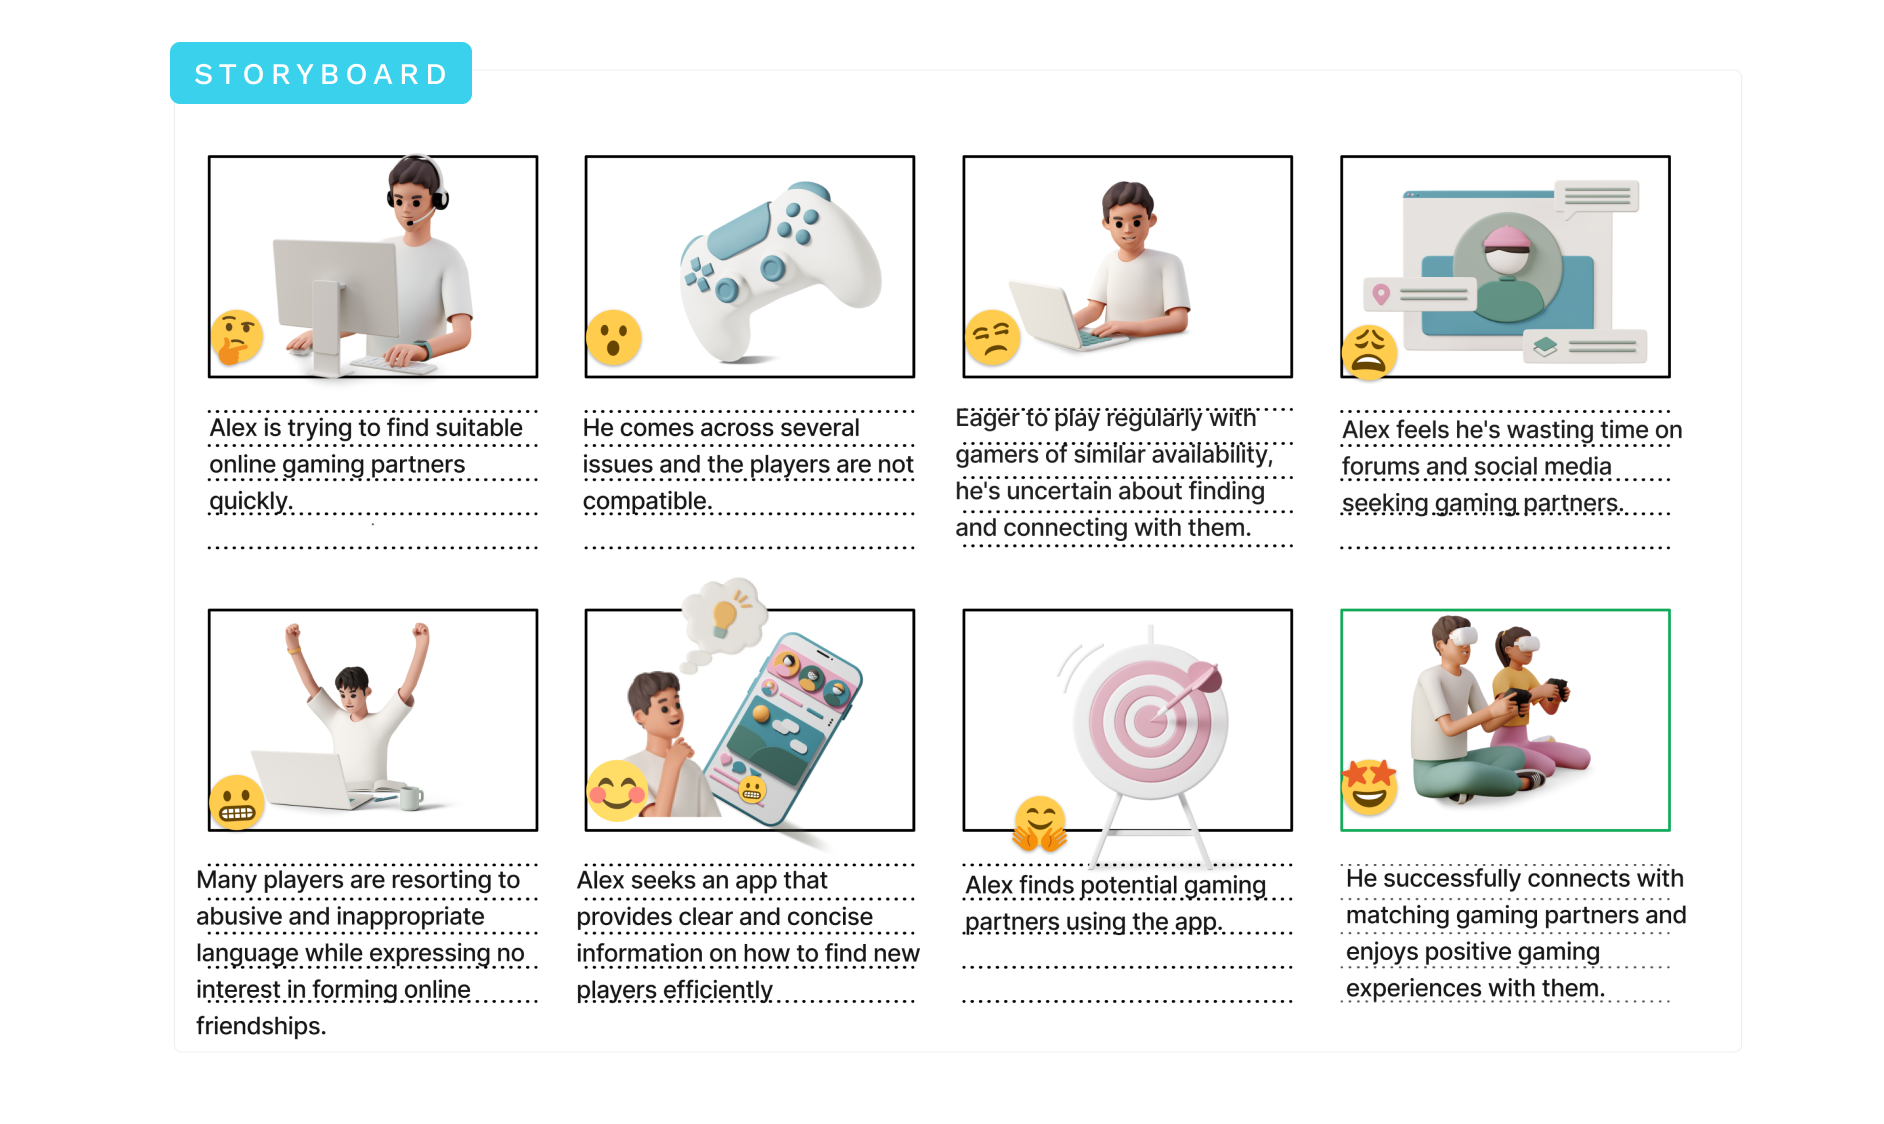 STORYBOARD
Alex is trying to find suitable
online gaming partners
quickly.
He comes across several
issues and the players are not
compatible.
Eager to play regularly with
gamers of similar availability,
he's uncertain about finding
and connecting with them.
Alex feels he's wasting time on
forums and social media
seeking gaming partners.
Many players are resorting to
abusive and inappropriate
language while expressing no
interest in forming online
friendships.
Alex seeks an app that
provides clear and concise
information on how to find new
players efficiently
Alex finds potential gaming
partners using the app.
He successfully connects with
matching gaming partners and
enjoys positive gaming
experiences with them.